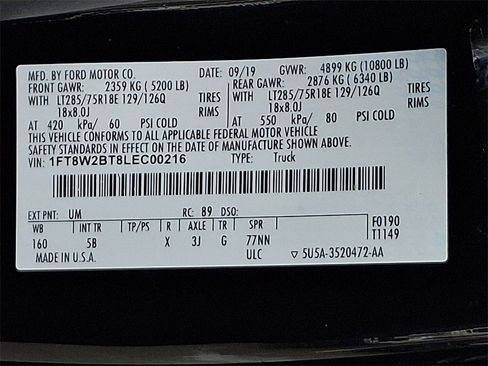 MFD. BY FORD MOTOR CO. DATE: 09/19 GVWR: 4899 KG (10800 LB)
FRONT GAWR: 2359 KG ( 5200 LB) REAR GAWR: 2876 KG ( 6340 LB)
WITH LT285/75R18E 129/126Q TIRES WITH LT285/75R18E 129/126Q TIRES
18x8.0J RIMS 18x8.0J RIMS
AT 420 kPa/ 60 PSI COLD AT 550 kPa/ 80 PSI COLD
THIS VEHICLE CONFORMS TO ALL APPLICABLE FEDERAL MOTOR VEHICLE
SAFETY STANDARDS IN EFFECT ON THE DATE OF MANUFACTURE SHOWN ABOVE.
VIN: 1FT8W2BT8LEC00216 TYPE: Truck
EXT PNT: UM RC: 89 DSO: F0190
WB INT TR TP/PS R AXLE TR SPR T1149
160 5B X 3J G 77NN
MADE IN U.S.A. ULC ▽ 5U5A-3520472-AA